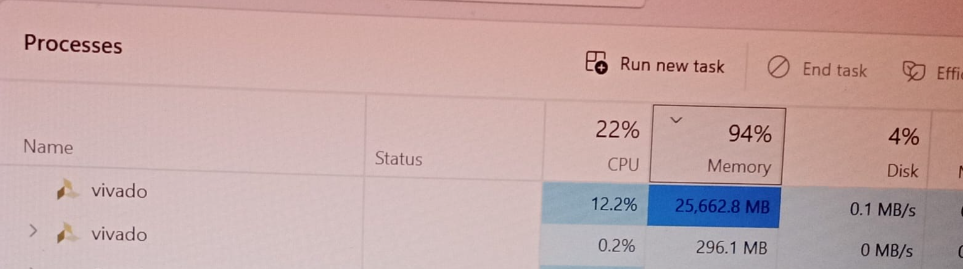 Processes
Run new task
End task
22%
94%
4%
Name
Status
CPU
Memory
Disk
vivado
12.2%
25,662.8 MB
0.1 MB/s
vivado
0.2%
296.1 MB
0 MB/s